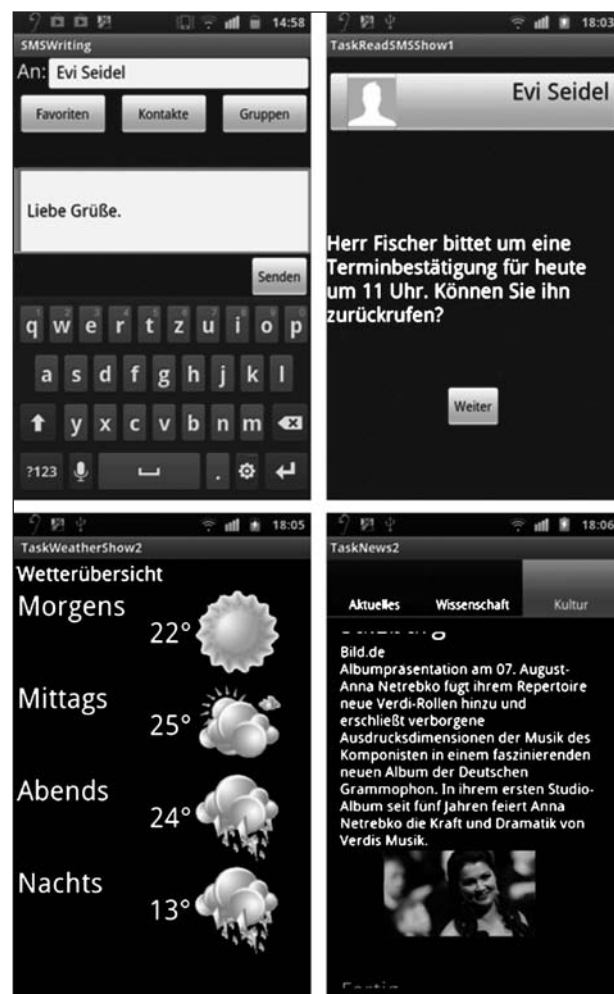 14:58
SMSWriting
An: Evi Seidel
Favoriten Kontakte Gruppen
Liebe Grüße.
Senden
q w e r t z u i o p
a s d f g h j k l
y x c v b n m
?123 .
18:03
TaskReadSMSShow1
Evi Seidel
Herr Fischer bittet um eine
Terminbestätigung für heute
um 11 Uhr. Können Sie ihn
zurückrufen?
Weiter
18:05
TaskWeatherShow2
Wetterübersicht
Morgens
22°
Mittags
25°
Abends
24°
Nachts
13°
18:06
TaskNews2
Aktuelles Wissenschaft Kultur
Bild.de
Albumpräsentation am 07. August-
Anna Netrebko fügt ihrem Repertoire
neue Verdi-Rollen hinzu und
erschließt verborgene
Ausdrucksdimensionen der Musik des
Komponisten in einem faszinierenden
neuen Album der Deutschen
Grammophon. In ihrem ersten Studio-
Album seit fünf Jahren feiert Anna
Netrebko die Kraft und Dramatik von
Verdis Musik.